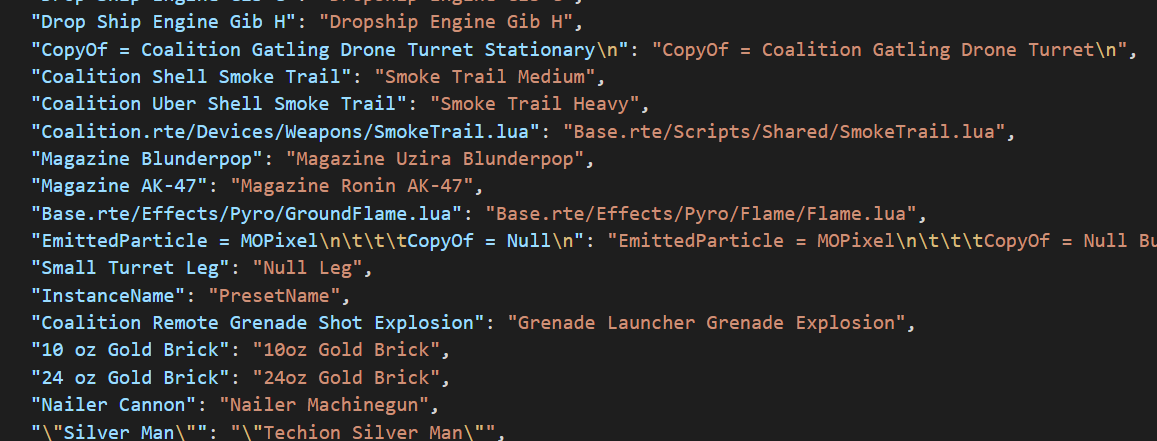 "Drop Ship Engine Gib H": "Dropship Engine Gib H",
"CopyOf = Coalition Gatling Drone Turret Stationary\n": "CopyOf = Coalition Gatling Drone Turret\n",
"Coalition Shell Smoke Trail": "Smoke Trail Medium",
"Coalition Uber Shell Smoke Trail": "Smoke Trail Heavy",
"Coalition.rte/Devices/Weapons/SmokeTrail.lua": "Base.rte/Scripts/Shared/SmokeTrail.lua",
"Magazine Blunderpop": "Magazine Uzira Blunderpop",
"Magazine AK-47": "Magazine Ronin AK-47",
"Base.rte/Effects/Pyro/GroundFlame.lua": "Base.rte/Effects/Pyro/Flame/Flame.lua",
"EmittedParticle = MOPixel\n\t\t\tCopyOf = Null\n": "EmittedParticle = MOPixel\n\t\t\tCopyOf = Null Bu
"Small Turret Leg": "Null Leg",
"InstanceName": "PresetName",
"Coalition Remote Grenade Shot Explosion": "Grenade Launcher Grenade Explosion",
"10 oz Gold Brick": "10oz Gold Brick",
"24 oz Gold Brick": "24oz Gold Brick",
"Nailer Cannon": "Nailer Machinegun",
"\"Silver Man\"": "\"Techion Silver Man\"",